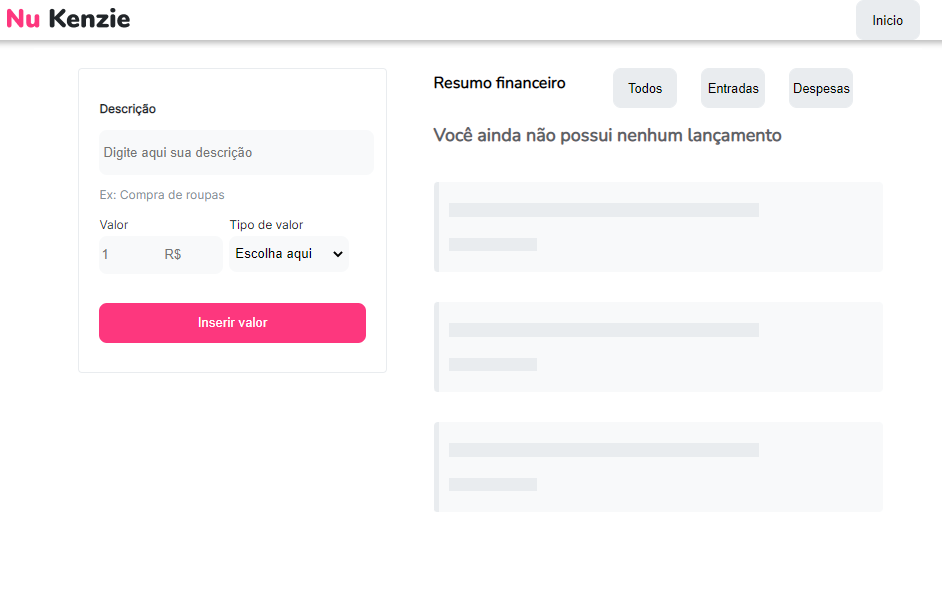 Nu Kenzie
Inicio
Descrição
Digite aqui sua descrição
Ex: Compra de roupas
Valor
Tipo de valor
1
R$
Escolha aqui
Inserir valor
Resumo financeiro
Todos
Entradas
Despesas
Você ainda não possui nenhum lançamento